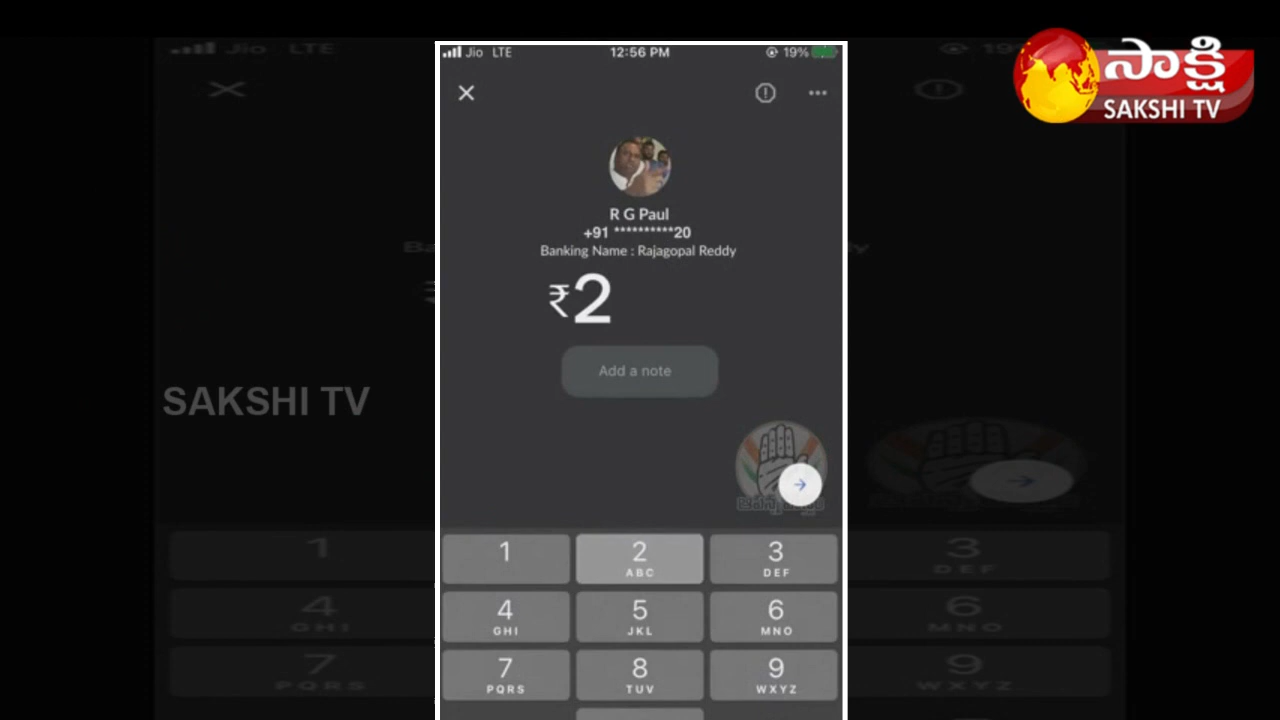 Jio LTE 12:56 PM 19%
సాక్షి
SAKSHI TV
R G Paul
+91 **********20
Banking Name : Rajagopal Reddy
₹2
Add a note
SAKSHI TV
1
2 ABC
3 DEF
4 GHI
5 JKL
6 MNO
7 PQRS
8 TUV
9 WXYZ